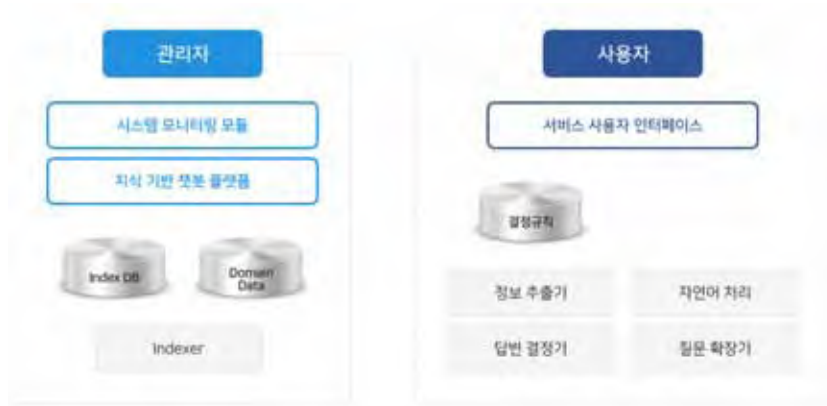 관리자
시스템 모니터링 모듈
지식 기반 챗봇 플랫폼
Index DB
Domain
Data
Indexer
사용자
서비스 사용자 인터페이스
결정규칙
정보 추출기
자연어 처리
답변 결정기
질문 확장기